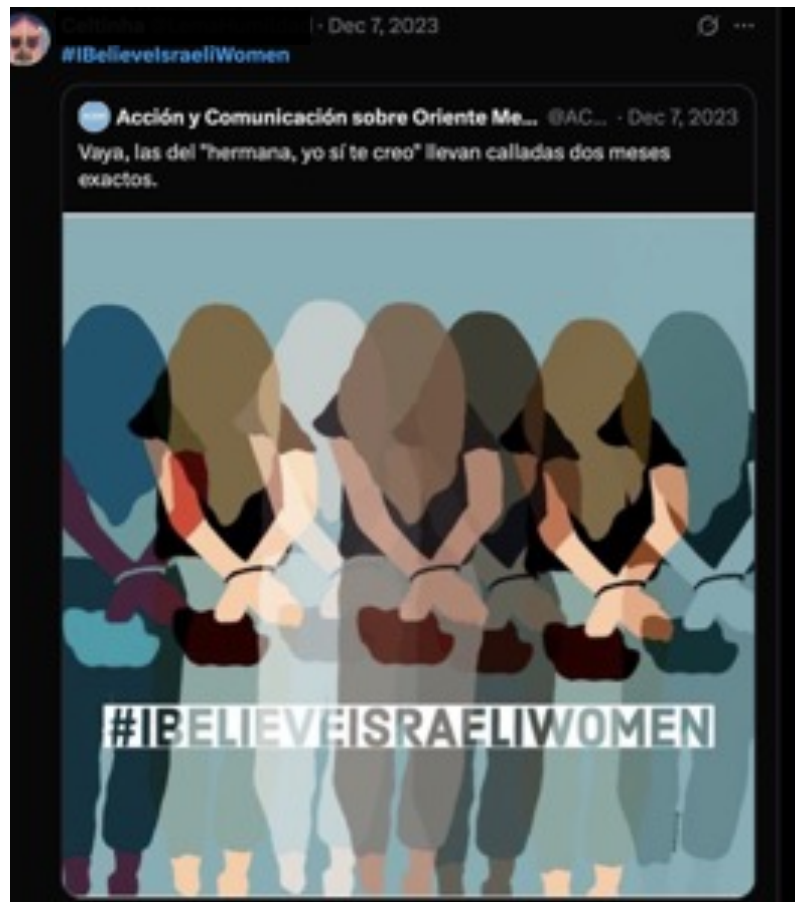 · Dec 7, 2023
#IBelieveIsraeliWomen
Acción y Comunicación sobre Oriente Me... @AC... · Dec 7, 2023
Vaya, las del "hermana, yo sí te creo" llevan calladas dos meses
exactos.
#IBELIEVEISRAELIWOMEN